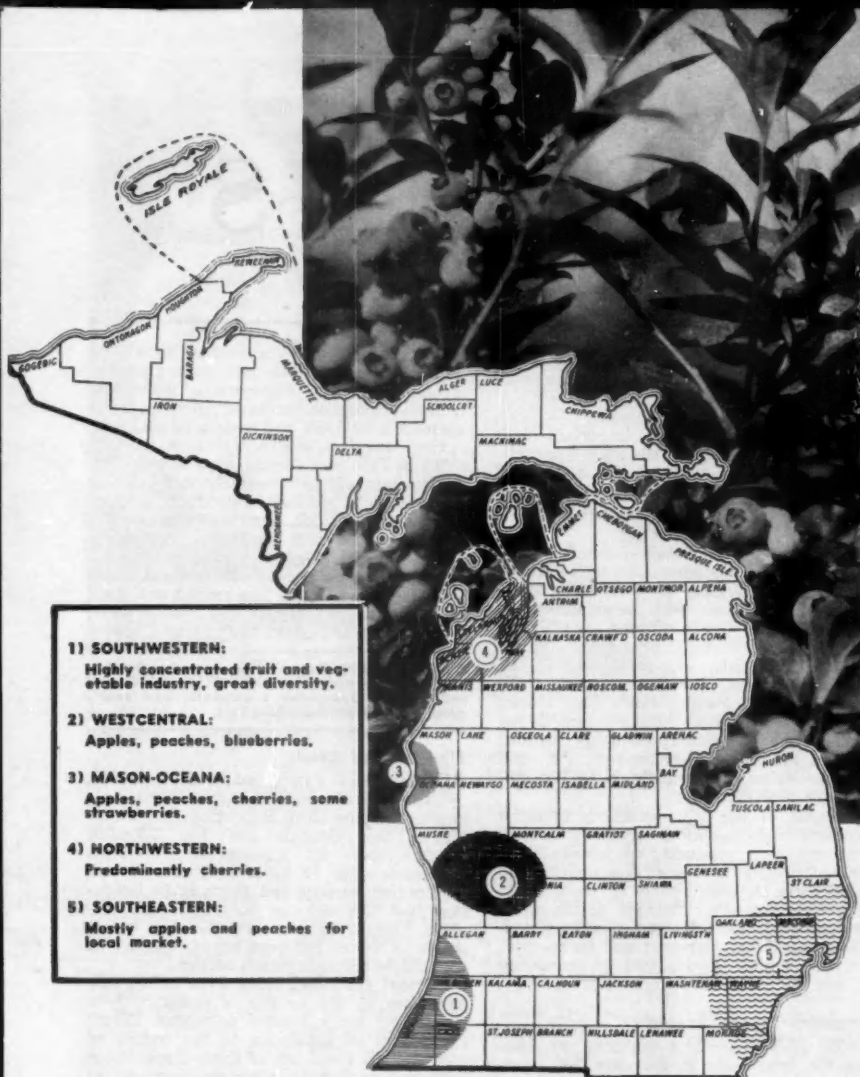 ISLE ROYALE
KEWEENAW
HOUGHTON
ONTONAGON
GOGEBIC
BARAGA
MARQUETTE
IRON
ALGER
LUCE
SCHOOLCRT
CHIPPEWA
MACKINAC
DICKINSON
DELTA
MENOMINEE
EMMET
CHEBOYGAN
PRESQUE ISLE
CHARLE
OTSEGO
MONTMOR
ALPENA
ANTRIM
KALKASKA
CRAWF'D
OSCODA
ALCONA
4
WEXFORD
MISSAUKEE
ROSCOM.
OGEMAW
IOSCO
MASON
LAKE
OSCEOLA
CLARE
GLADWIN
ARENAC
3
OCEANA
NEWAYGO
MECOSTA
ISABELLA
MIDLAND
BAY
HURON
TUSCOLA
SANILAC
MUSKE
MONTCALM
GRATIOT
SAGINAW
2
CLINTON
SHIAWA
GENESEE
LAPEER
ST CLAIR
ALLEGAN
BARRY
EATON
INGHAM
LIVINGST'N
OAKLAND
MACOMB
5
1
KALAMA.
CALHOUN
JACKSON
WASHTENAW
WAYNE
ST. JOSEPH
BRANCH
HILLSDALE
LENAWEE
MONROE
1) SOUTHWESTERN:
Highly concentrated fruit and veg-
etable industry, great diversity.
2) WESTCENTRAL:
Apples, peaches, blueberries.
3) MASON-OCEANA:
Apples, peaches, cherries, some
strawberries.
4) NORTHWESTERN:
Predominantly cherries.
5) SOUTHEASTERN:
Mostly apples and peaches for
local market.